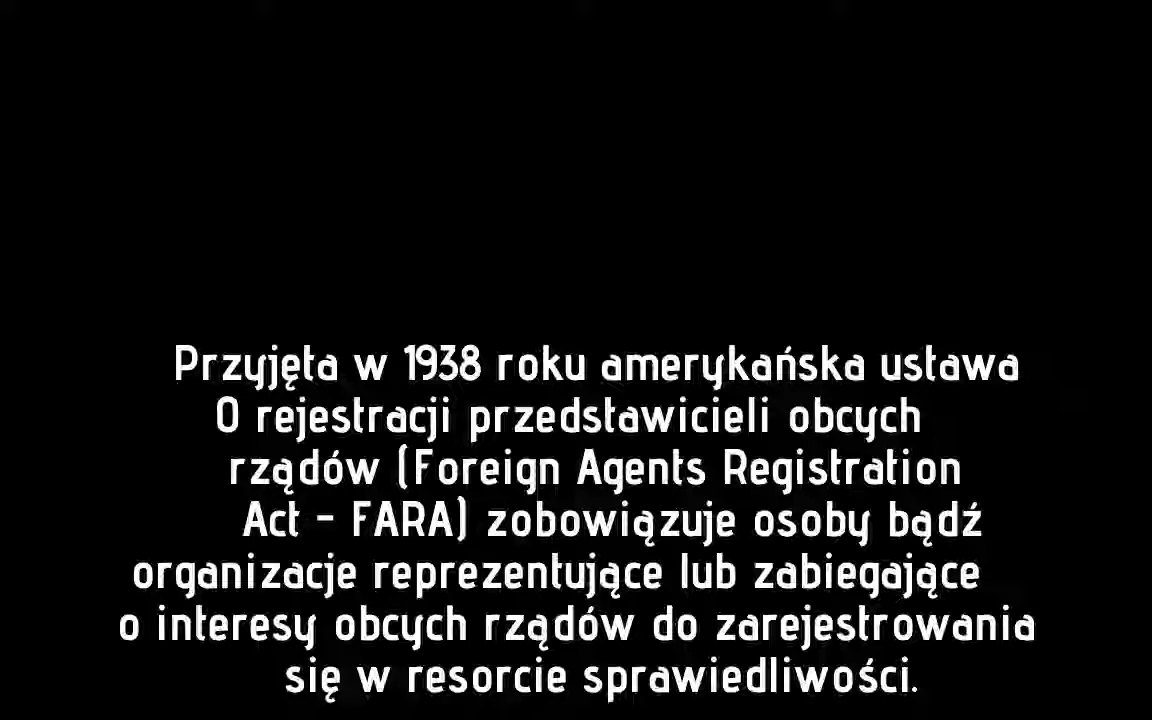 Przyjęta w 1938 roku amerykańska ustawa
O rejestracji przedstawicieli obcych
rządów (Foreign Agents Registration
Act - FARA) zobowiązuje osoby bądź
organizacje reprezentujące lub zabiegające
o interesy obcych rządów do zarejestrowania
się w resorcie sprawiedliwości.